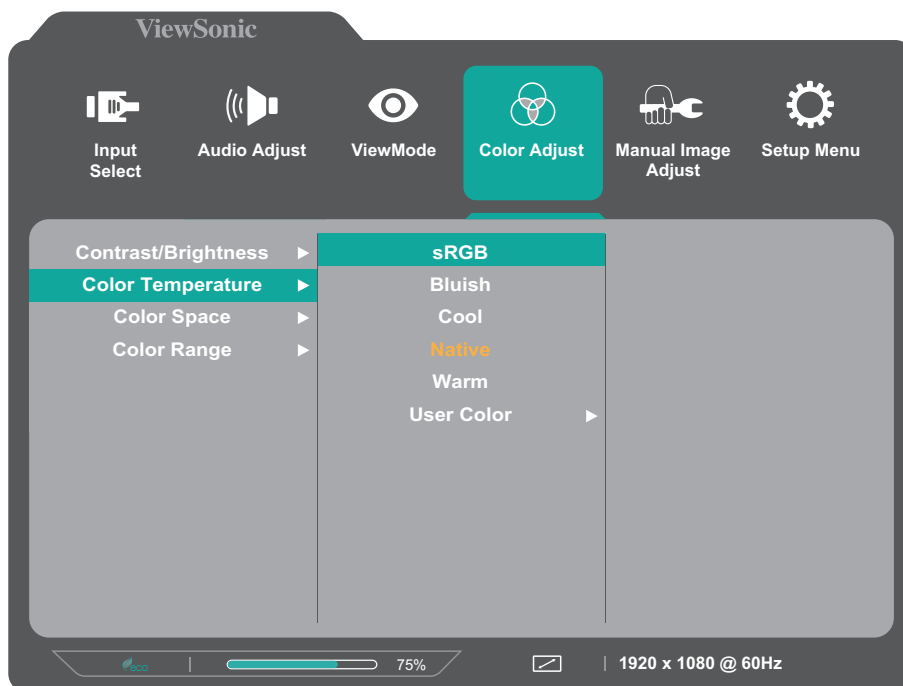 ViewSonic
Input
Select
Audio Adjust
ViewMode
Color Adjust
Manual Image
Adjust
Setup Menu
Contrast/Brightness
Color Temperature
Color Space
Color Range
sRGB
Bluish
Cool
Native
Warm
User Color
eco
75%
1920 x 1080 @ 60Hz